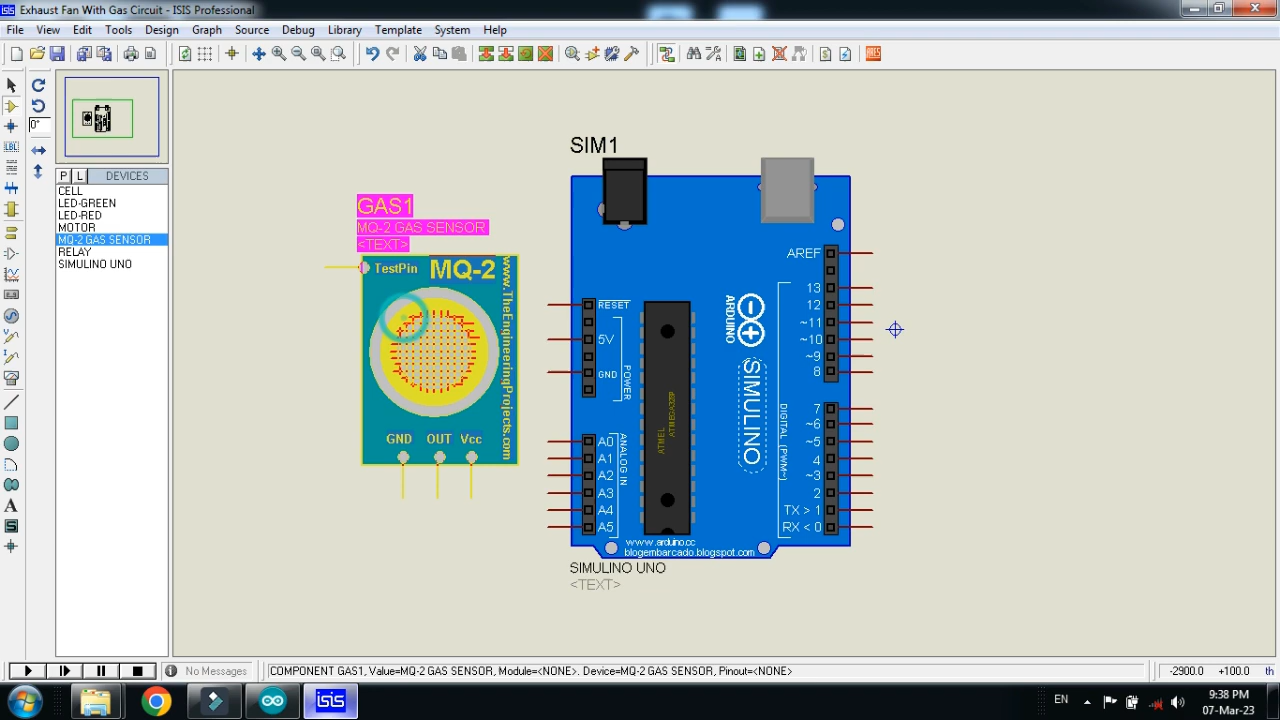 Exhaust Fan With Gas Circuit - ISIS Professional
File View Edit Tools Design Graph Source Debug Library Template System Help
0°
P L DEVICES
CELL
LED-GREEN
LED-RED
MOTOR
MQ-2 GAS SENSOR
RELAY
SIMULINO UNO
GAS1
MQ-2 GAS SENSOR
<TEXT>
TestPin MQ-2
www.TheEngineeringProjects.com
GND OUT Vcc
SIM1
RESET
5V
GND
POWER
A0
A1
A2
A3
A4
A5
ANALOG IN
ATMEL
ATMEGA328P
ARDUINO
SIMULINO
AREF
13
12
~11
~10
~9
8
7
~6
~5
4
~3
2
TX > 1
RX < 0
DIGITAL (PWM~)
www.arduino.cc
blogembarcado.blogspot.com
SIMULINO UNO
<TEXT>
No Messages
COMPONENT GAS1, Value=MQ-2 GAS SENSOR, Module=<NONE>. Device=MQ-2 GAS SENSOR, Pinout=<NONE>
-2900.0 +100.0 th
isis
EN
9:38 PM
07-Mar-23